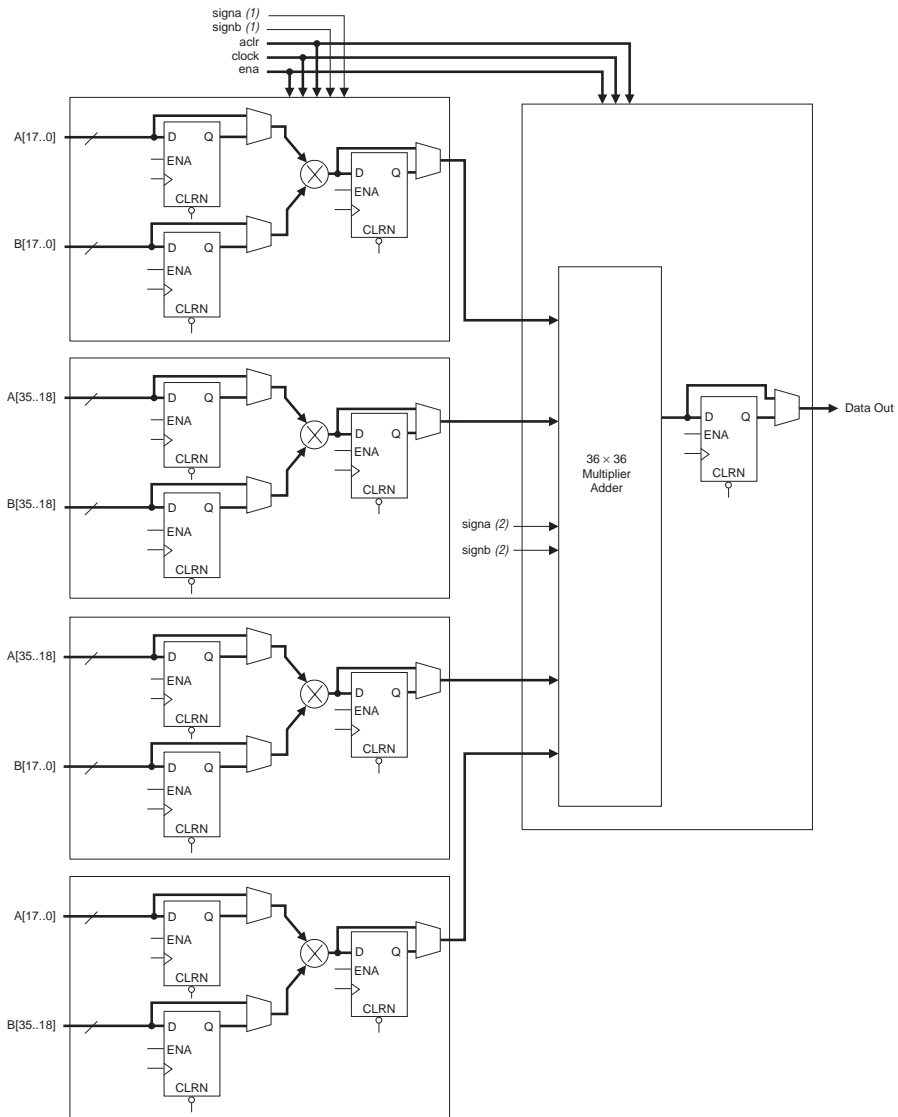 signa (1)
signb (1)
aclr
clock
ena
A[17..0]
D Q
ENA
CLRN
D Q
ENA
CLRN
B[17..0]
D Q
ENA
CLRN
A[35..18]
D Q
ENA
CLRN
D Q
ENA
CLRN
B[35..18]
D Q
ENA
CLRN
36 × 36
Multiplier
Adder
signa (2)
signb (2)
D Q
ENA
CLRN
Data Out
A[35..18]
D Q
ENA
CLRN
D Q
ENA
CLRN
B[17..0]
D Q
ENA
CLRN
A[17..0]
D Q
ENA
CLRN
D Q
ENA
CLRN
B[35..18]
D Q
ENA
CLRN